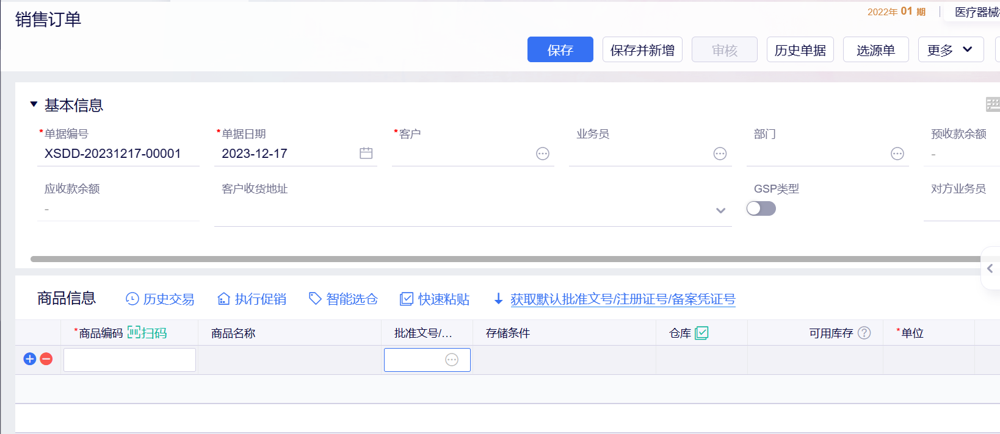 销售订单
2022年 01 期
医疗器械
保存
保存并新增
审核
历史单据
选源单
更多
基本信息
*单据编号
*单据日期
*客户
业务员
部门
预收款余额
XSDD-20231217-00001
2023-12-17
-
应收款余额
客户收货地址
GSP类型
对方业务员
-
商品信息
历史交易
执行促销
智能选仓
快速粘贴
获取默认批准文号/注册证号/备案凭证号
*商品编码 扫码
商品名称
批准文号/...
存储条件
仓库
可用库存
*单位